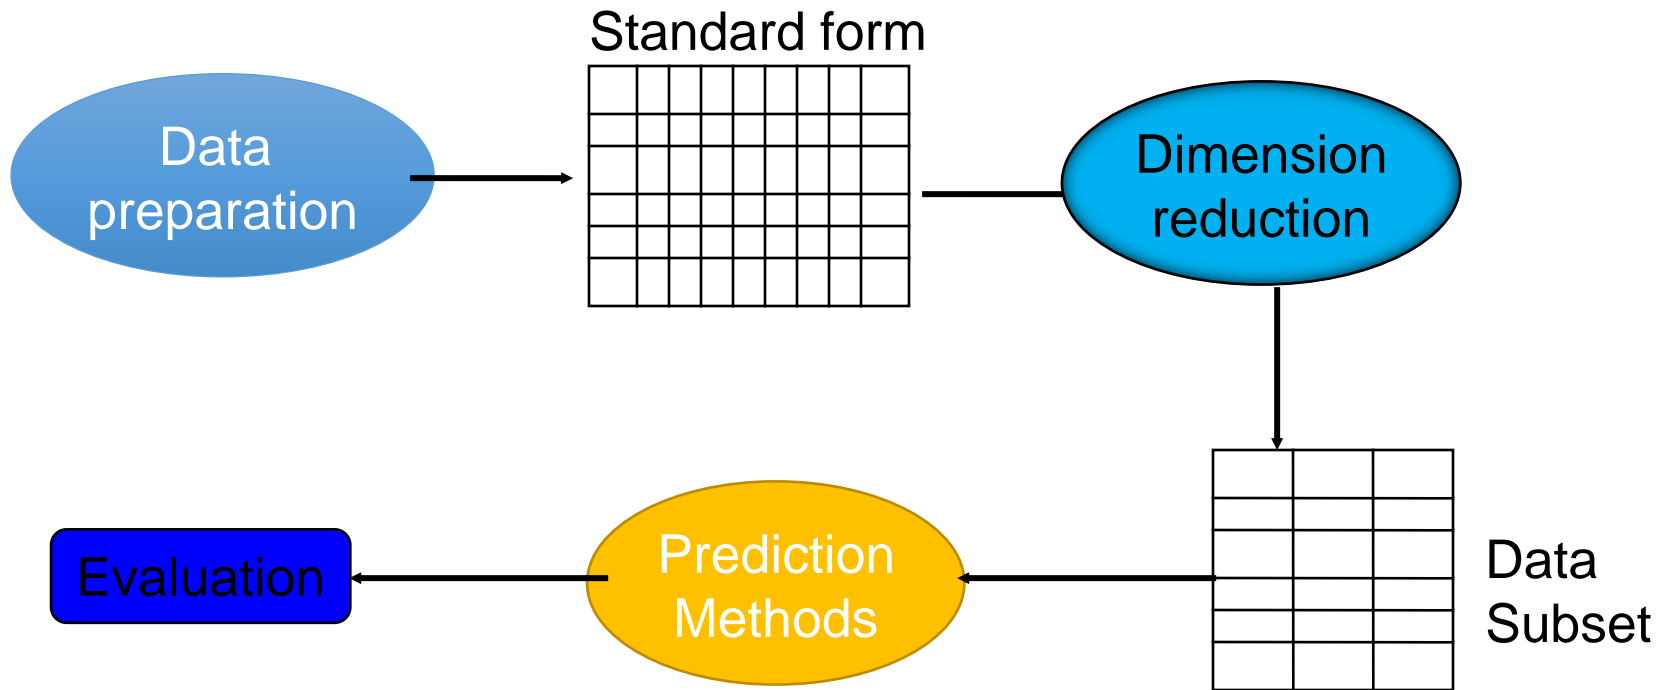 Standard form
Data
preparation
Dimension
reduction
Data
Subset
Prediction
Methods
Evaluation